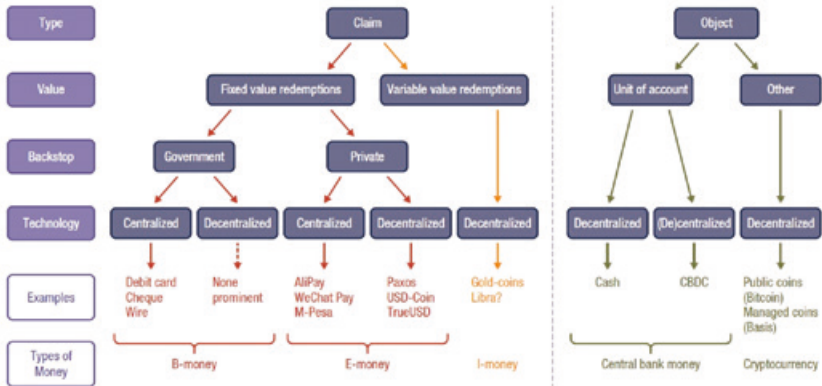 Type
Claim
Object
Value
Fixed value redemptions
Variable value redemptions
Unit of account
Other
Backstop
Government
Private
Technology
Centralized
Decentralized
Centralized
Decentralized
Decentralized
Decentralized
(De)centralized
Decentralized
Examples
Debit card
Cheque
Wire
None
prominent
AliPay
WeChat Pay
M-Pesa
Paxos
USD-Coin
TrueUSD
Gold-coins
Libra?
Cash
CBDC
Public coins
(Bitcoin)
Managed coins
(Basis)
Types of
Money
B-money
E-money
I-money
Central bank money
Cryptocurrency